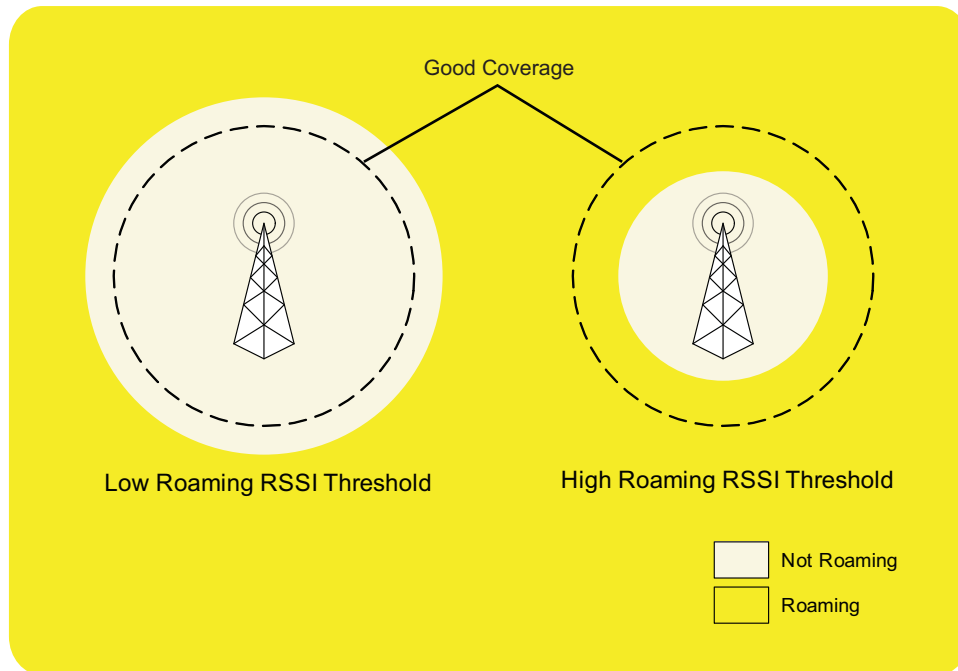 Good Coverage
Low Roaming RSSI Threshold
High Roaming RSSI Threshold
Not Roaming
Roaming